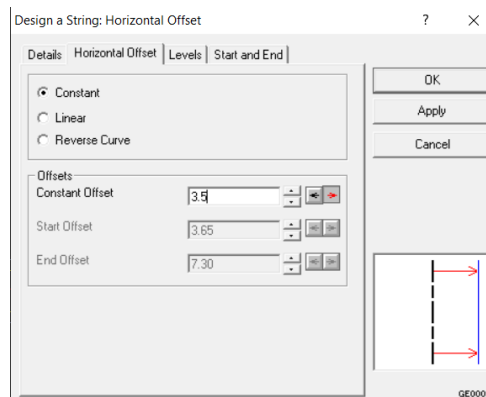 Design a String: Horizontal Offset ? ×
Details Horizontal Offset Levels Start and End
Constant
Linear
Reverse Curve
OK
Apply
Cancel
Offsets
Constant Offset 3.5
Start Offset 3.65
End Offset 7.30
GE000